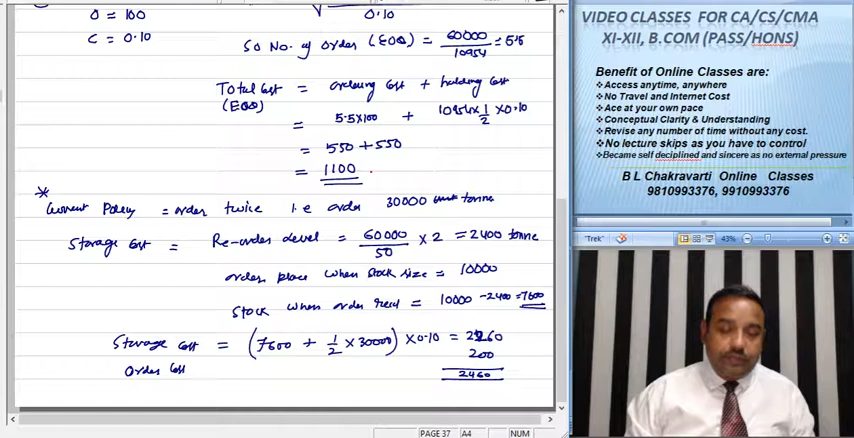 O = 100
C = 0.10
0.10
So No. of order (EOQ) = 60000 / 10954 = 5.5
Total Cost = ordering cost + holding cost
(EOQ)
= 5.5x100 + 10954 x 1/2 x 0.10
= 550 + 550
= 1100
* Current Policy = order twice i.e order 30000 tonne
Storage Cost = Re-order level = 60000 / 50 x 2 = 2400 tonne
order place when stock size = 10000
Stock when order recd = 10000 - 2400 = 7600
Storage cost = (7600 + 1/2 x 30000) x 0.10 = 2260
Order Cost 200
2460
VIDEO CLASSES FOR CA/CS/CMA
XI-XII, B.COM (PASS/HONS)
Benefit of Online Classes are:
✓Access anytime, anywhere
✓No Travel and Internet Cost
✓Ace at your own pace
✓Conceptual Clarity & Understanding
✓Revise any number of time without any cost.
✓No lecture skips as you have to control
✓Became self deciplined and sincere as no external pressure
B L Chakravarti Online Classes
9810993376, 9910993376
"Trek" 43%
PAGE 37 A4 NUM